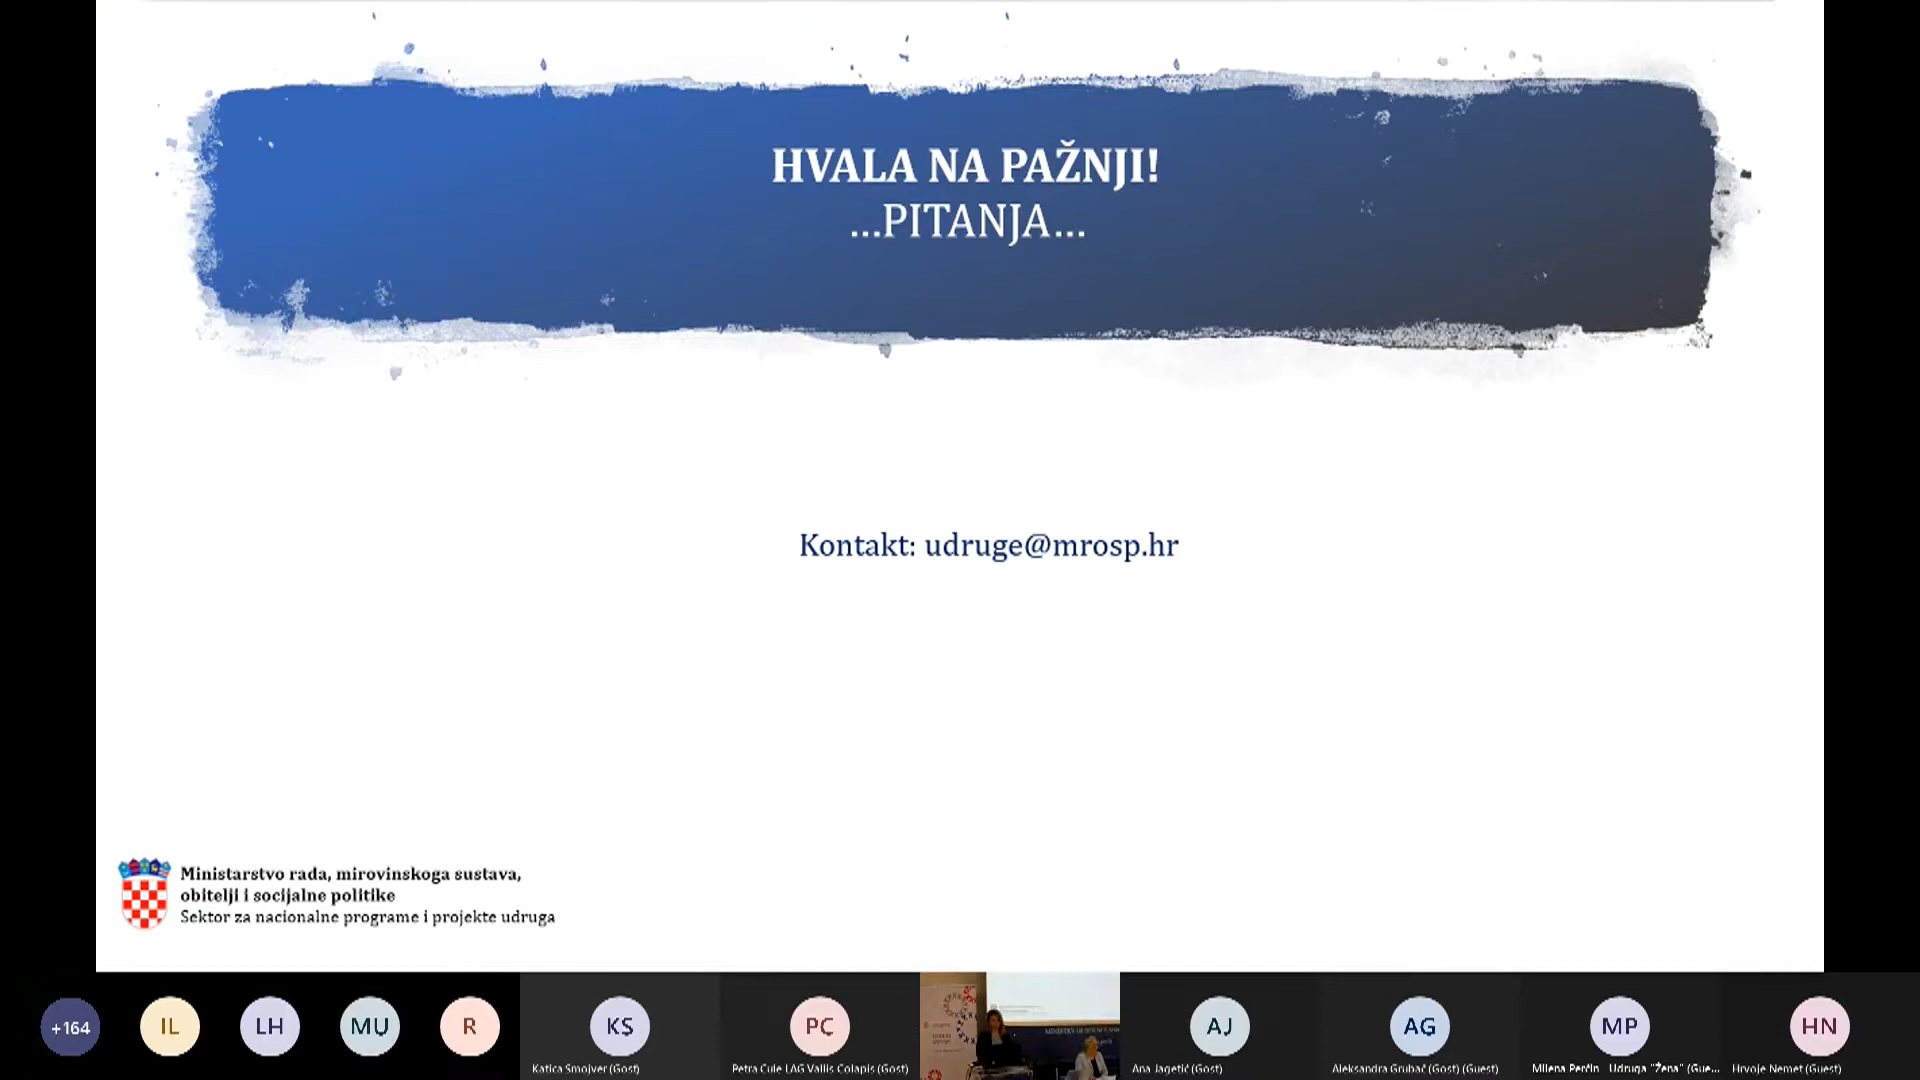 HVALA NA PAŽNJI!
...PITANJA...
Kontakt: udruge@mrosp.hr
Ministarstvo rada, mirovinskoga sustava,
obitelji i socijalne politike
Sektor za nacionalne programe i projekte udruga
+164
IL
LH
MU
R
KS
PC
AJ
AG
MP
HN
Katica Smojver (Gost)
Petra Cule LAG Vallis Colapis (Gost)
Ana Jagetić (Gost)
Aleksandra Grubač (Gost) (Guest)
Milena Perčin - Udruga "Žena" (Gue...
Hrvoje Nemet (Guest)